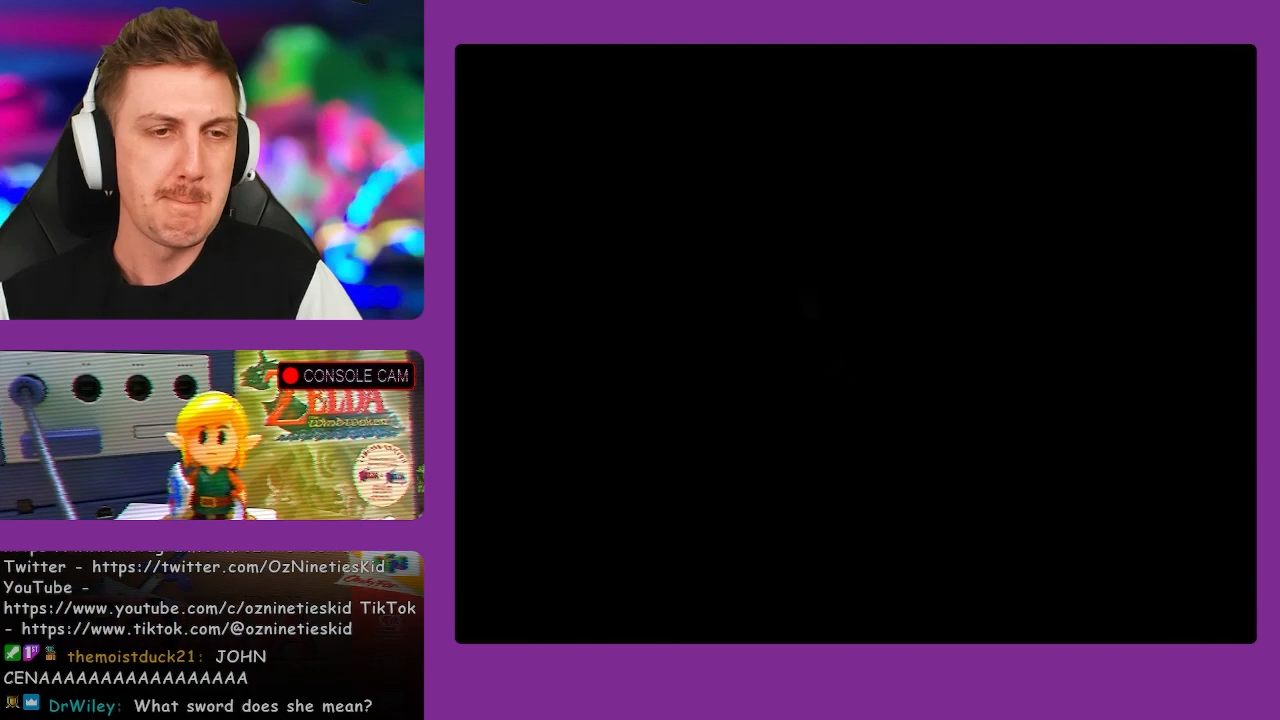 CONSOLE CAM
ZELDA
Twitter - https://twitter.com/OzNinetiesKid
YouTube -
https://www.youtube.com/c/ozninetieskid TikTok
- https://www.tiktok.com/@ozninetieskid
themoistduck21: JOHN
CENAAAAAAAAAAAAAAAAA
DrWiley: What sword does she mean?